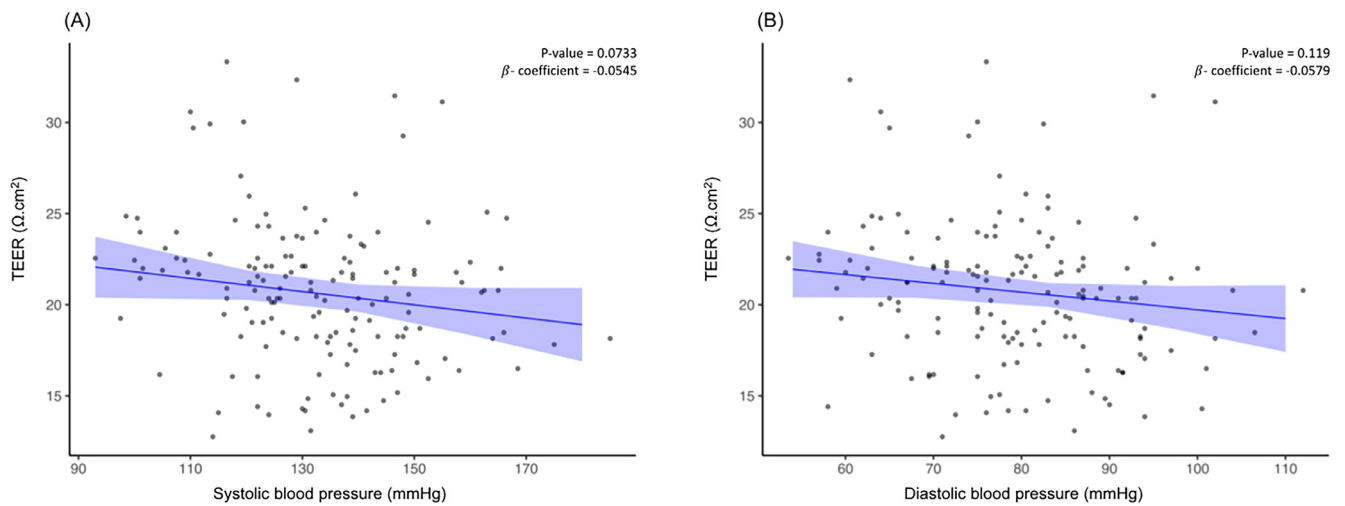 (A)
P-value = 0.0733
β- coefficient = -0.0545
TEER (Ω.cm²)
30
25
20
15
90 110 130 150 170
Systolic blood pressure (mmHg)
(B)
P-value = 0.119
β- coefficient = -0.0579
TEER (Ω.cm²)
30
25
20
15
60 70 80 90 100 110
Diastolic blood pressure (mmHg)